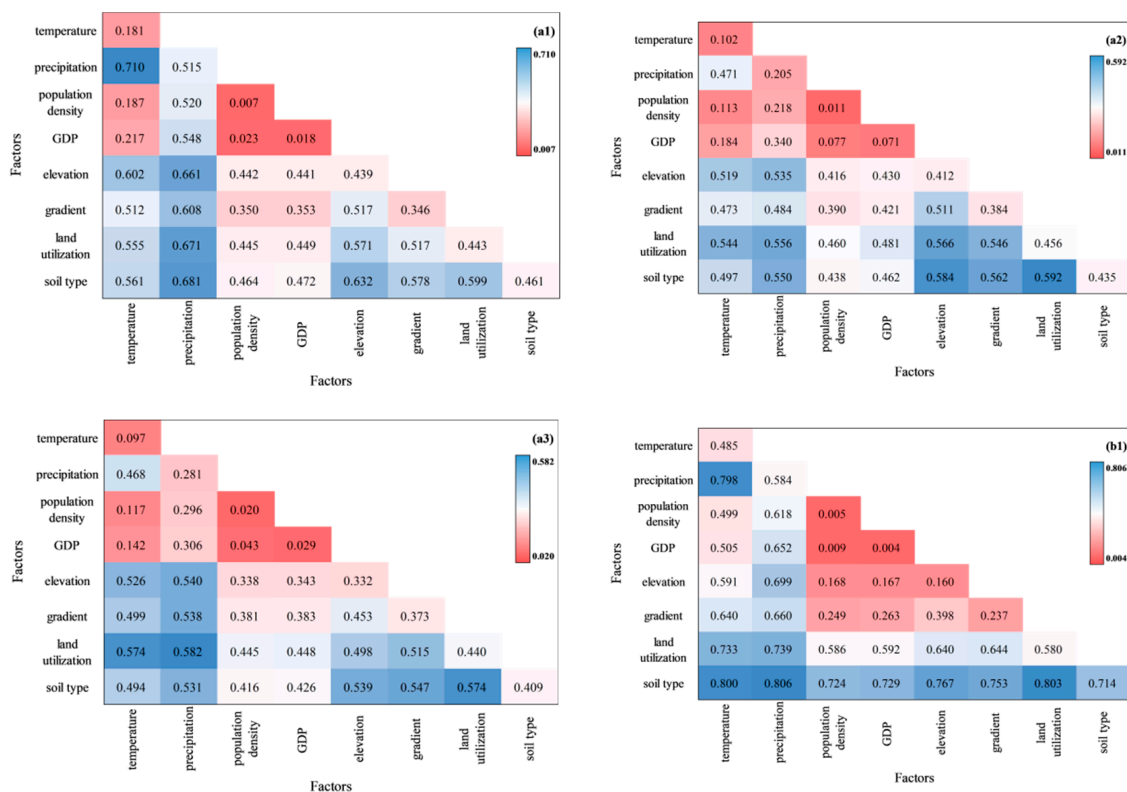 (a1)
temperature 0.181
precipitation 0.710 0.515
population
density 0.187 0.520 0.007
GDP 0.217 0.548 0.023 0.018
elevation 0.602 0.661 0.442 0.441 0.439
gradient 0.512 0.608 0.350 0.353 0.517 0.346
land
utilization 0.555 0.671 0.445 0.449 0.571 0.517 0.443
soil type 0.561 0.681 0.464 0.472 0.632 0.578 0.599 0.461
0.710
0.007
Factors
temperature
precipitation
population
density
GDP
elevation
gradient
land
utilization
soil type
Factors
(a2)
temperature 0.102
precipitation 0.471 0.205
population
density 0.113 0.218 0.011
GDP 0.184 0.340 0.077 0.071
elevation 0.519 0.535 0.416 0.430 0.412
gradient 0.473 0.484 0.390 0.421 0.511 0.384
land
utilization 0.544 0.556 0.460 0.481 0.566 0.546 0.456
soil type 0.497 0.550 0.438 0.462 0.584 0.562 0.592 0.435
0.592
0.011
Factors
temperature
precipitation
population
density
GDP
elevation
gradient
land
utilization
soil type
Factors
(a3)
temperature 0.097
precipitation 0.468 0.281
population
density 0.117 0.296 0.020
GDP 0.142 0.306 0.043 0.029
elevation 0.526 0.540 0.338 0.343 0.332
gradient 0.499 0.538 0.381 0.383 0.453 0.373
land
utilization 0.574 0.582 0.445 0.448 0.498 0.515 0.440
soil type 0.494 0.531 0.416 0.426 0.539 0.547 0.574 0.409
0.582
0.020
Factors
temperature
precipitation
population
density
GDP
elevation
gradient
land
utilization
soil type
Factors
(b1)
temperature 0.485
precipitation 0.798 0.584
population
density 0.499 0.618 0.005
GDP 0.505 0.652 0.009 0.004
elevation 0.591 0.699 0.168 0.167 0.160
gradient 0.640 0.660 0.249 0.263 0.398 0.237
land
utilization 0.733 0.739 0.586 0.592 0.640 0.644 0.580
soil type 0.800 0.806 0.724 0.729 0.767 0.753 0.803 0.714
0.806
0.004
Factors
temperature
precipitation
population
density
GDP
elevation
gradient
land
utilization
soil type
Factors